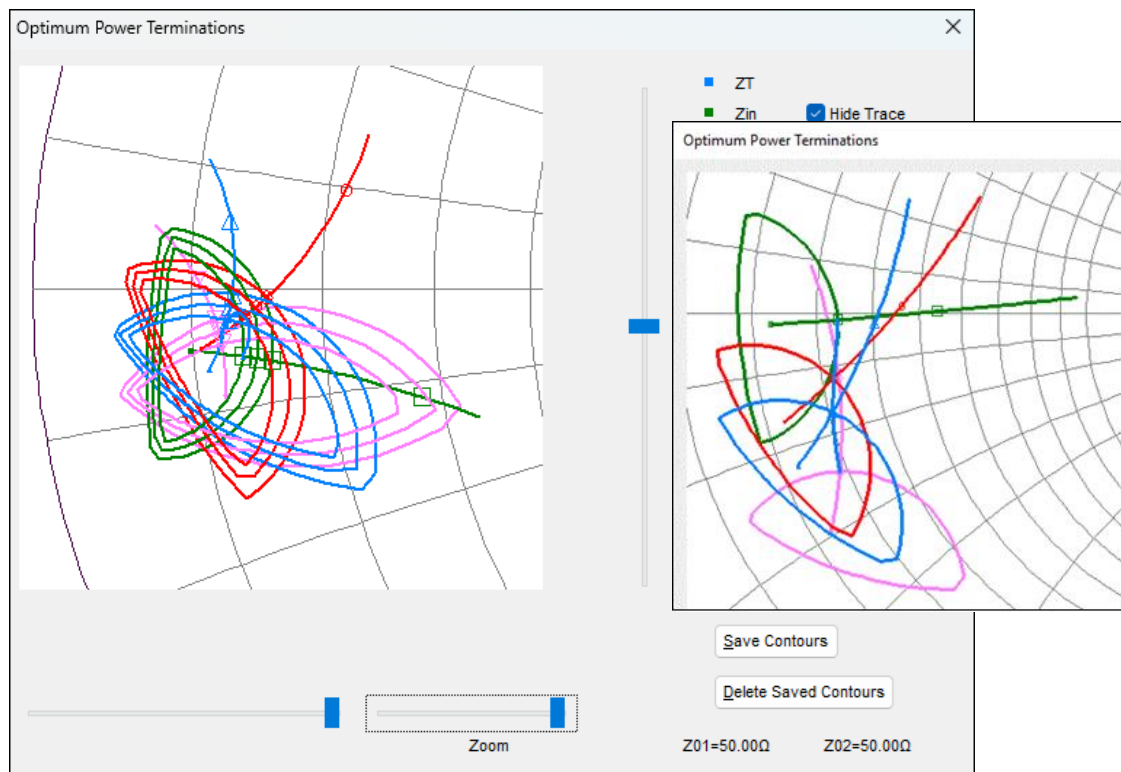 Optimum Power Terminations
ZT
Zin
Hide Trace
Optimum Power Terminations
Save Contours
Delete Saved Contours
Zoom
Z01=50.00Ω
Z02=50.00Ω